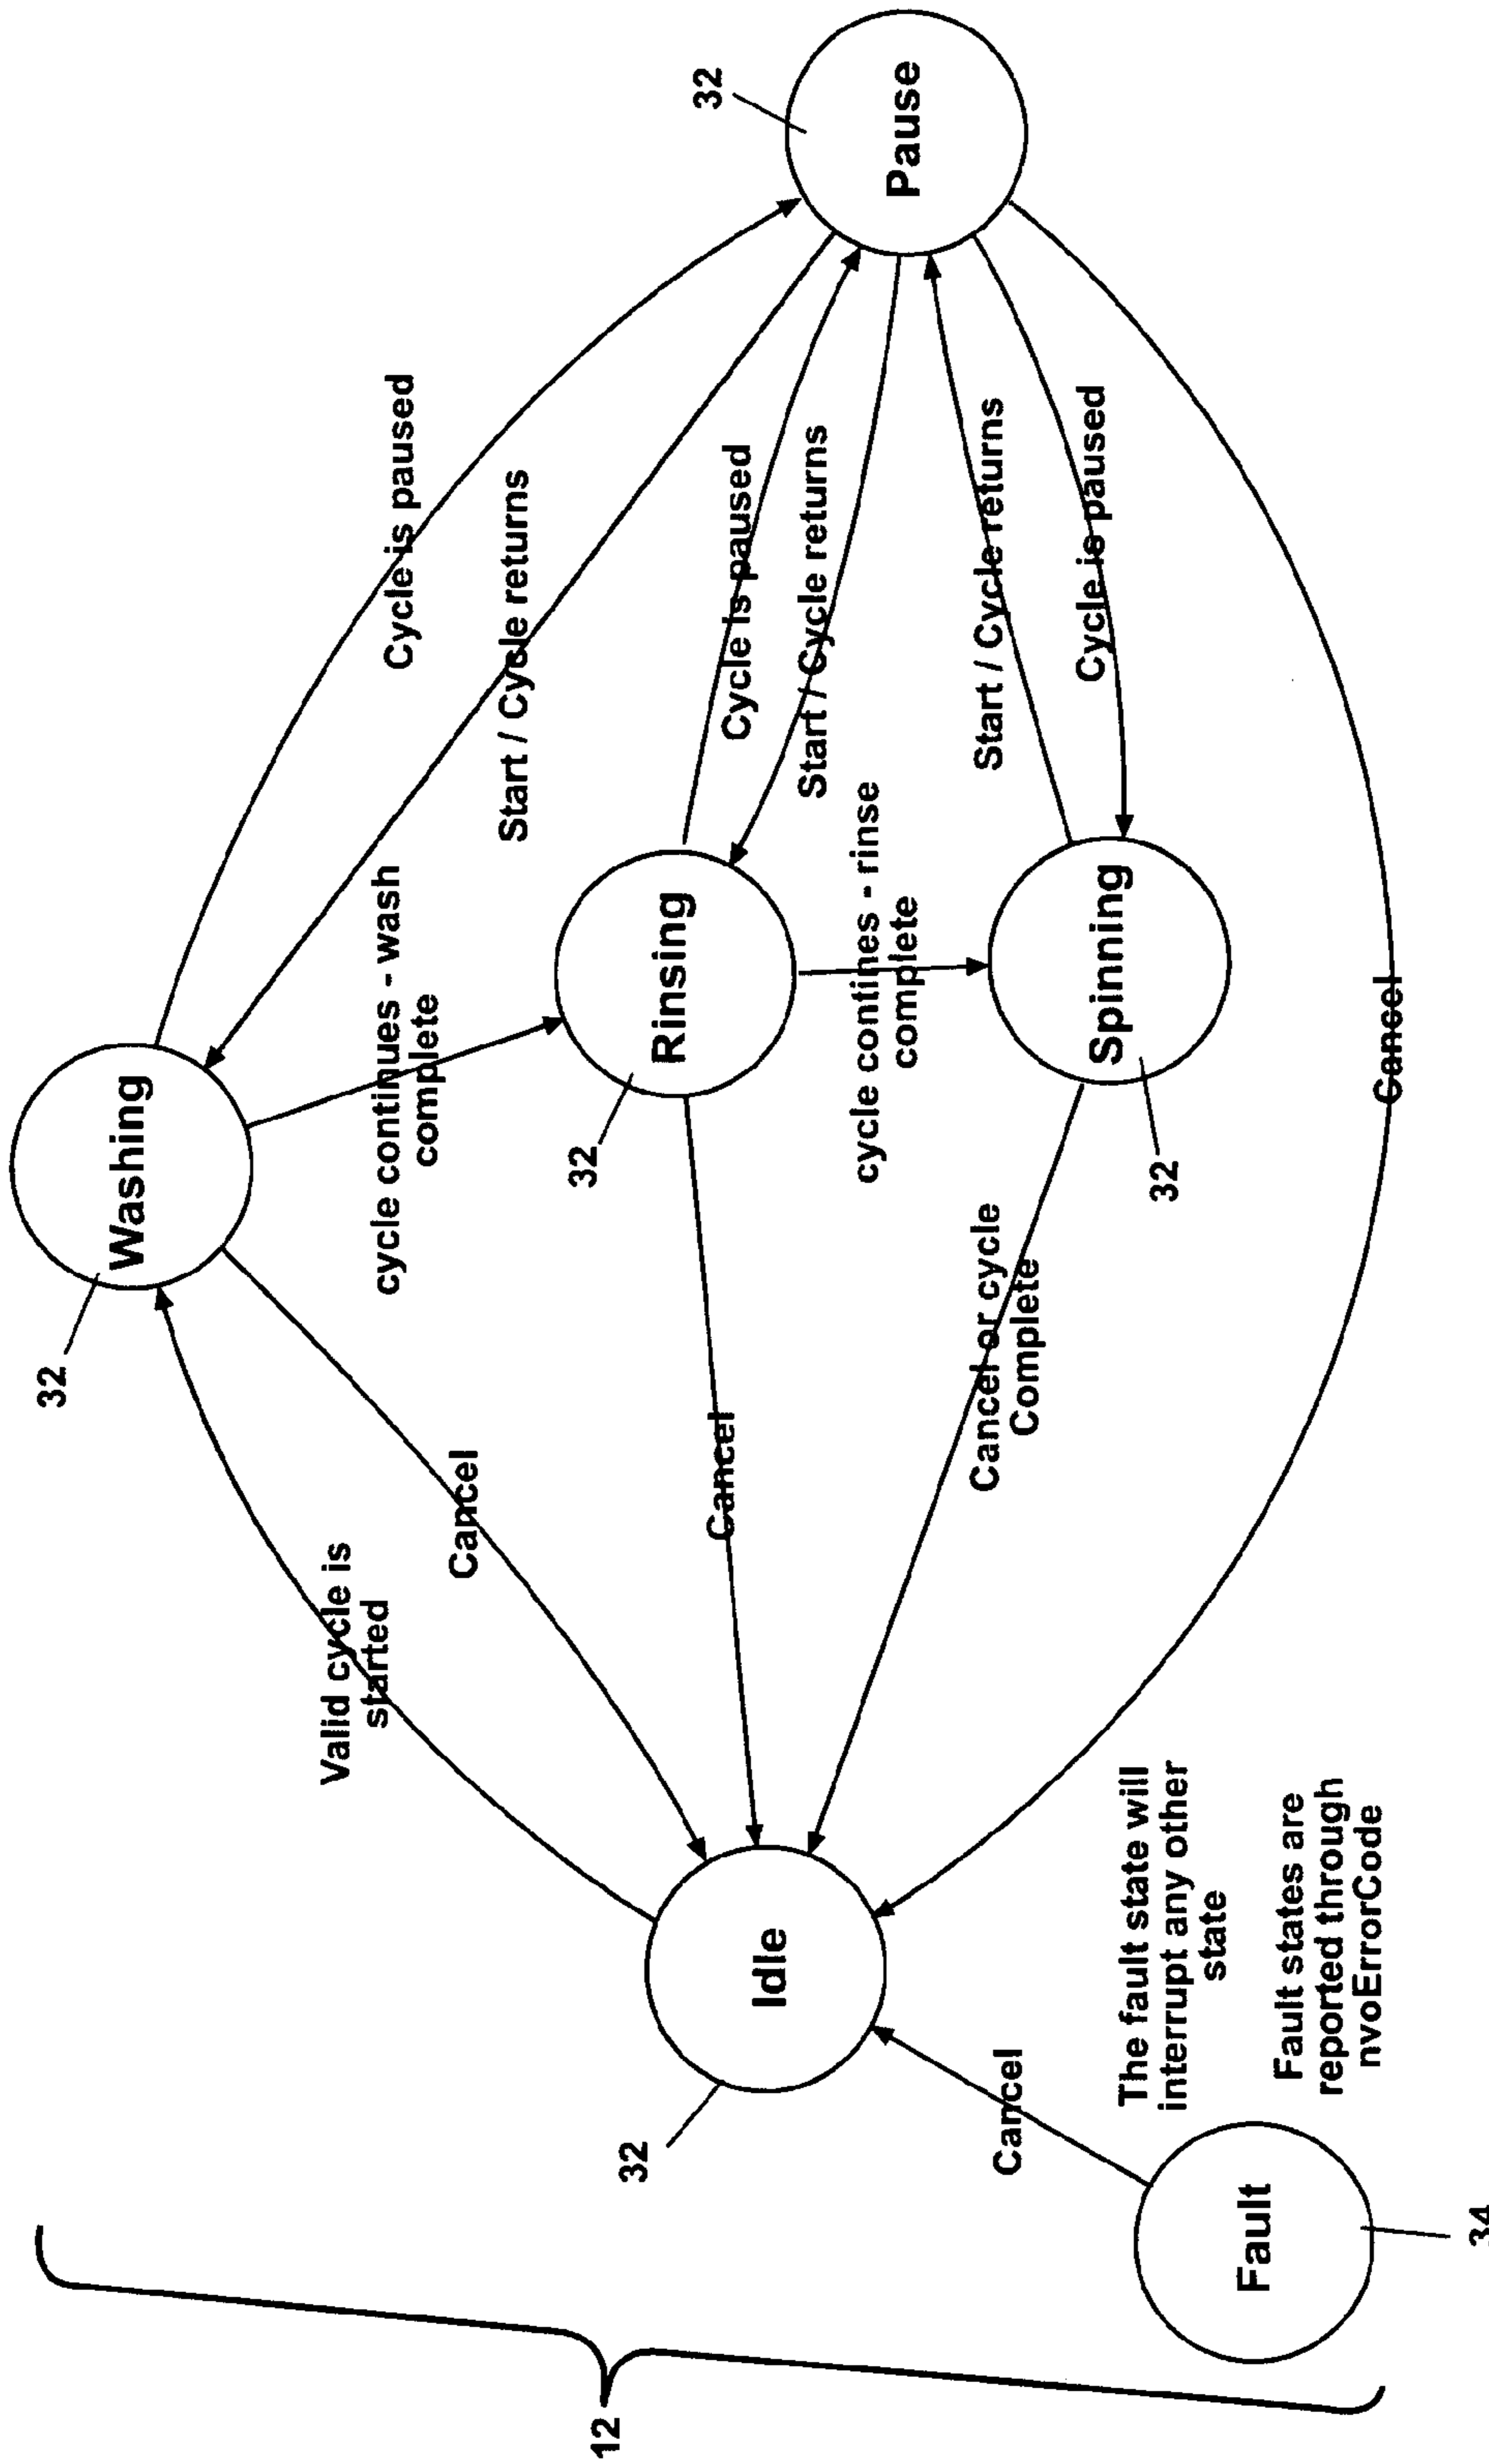 12
32
Washing
32
Pause
Cycle is paused
Start / Cycle returns
Valid cycle is
started
Cancel
cycle continues - wash
complete
32
Rinsing
Cycle is paused
Start / Cycle returns
32
Idle
Cancel
cycle contines - rinse
complete
Start / Cycle returns
Cycle is paused
Cancel or cycle
Complete
Spinning
32
Cancel
Cancel
The fault state will
interrupt any other
state
Fault states are
reported through
nvoErrorCode
Fault
34